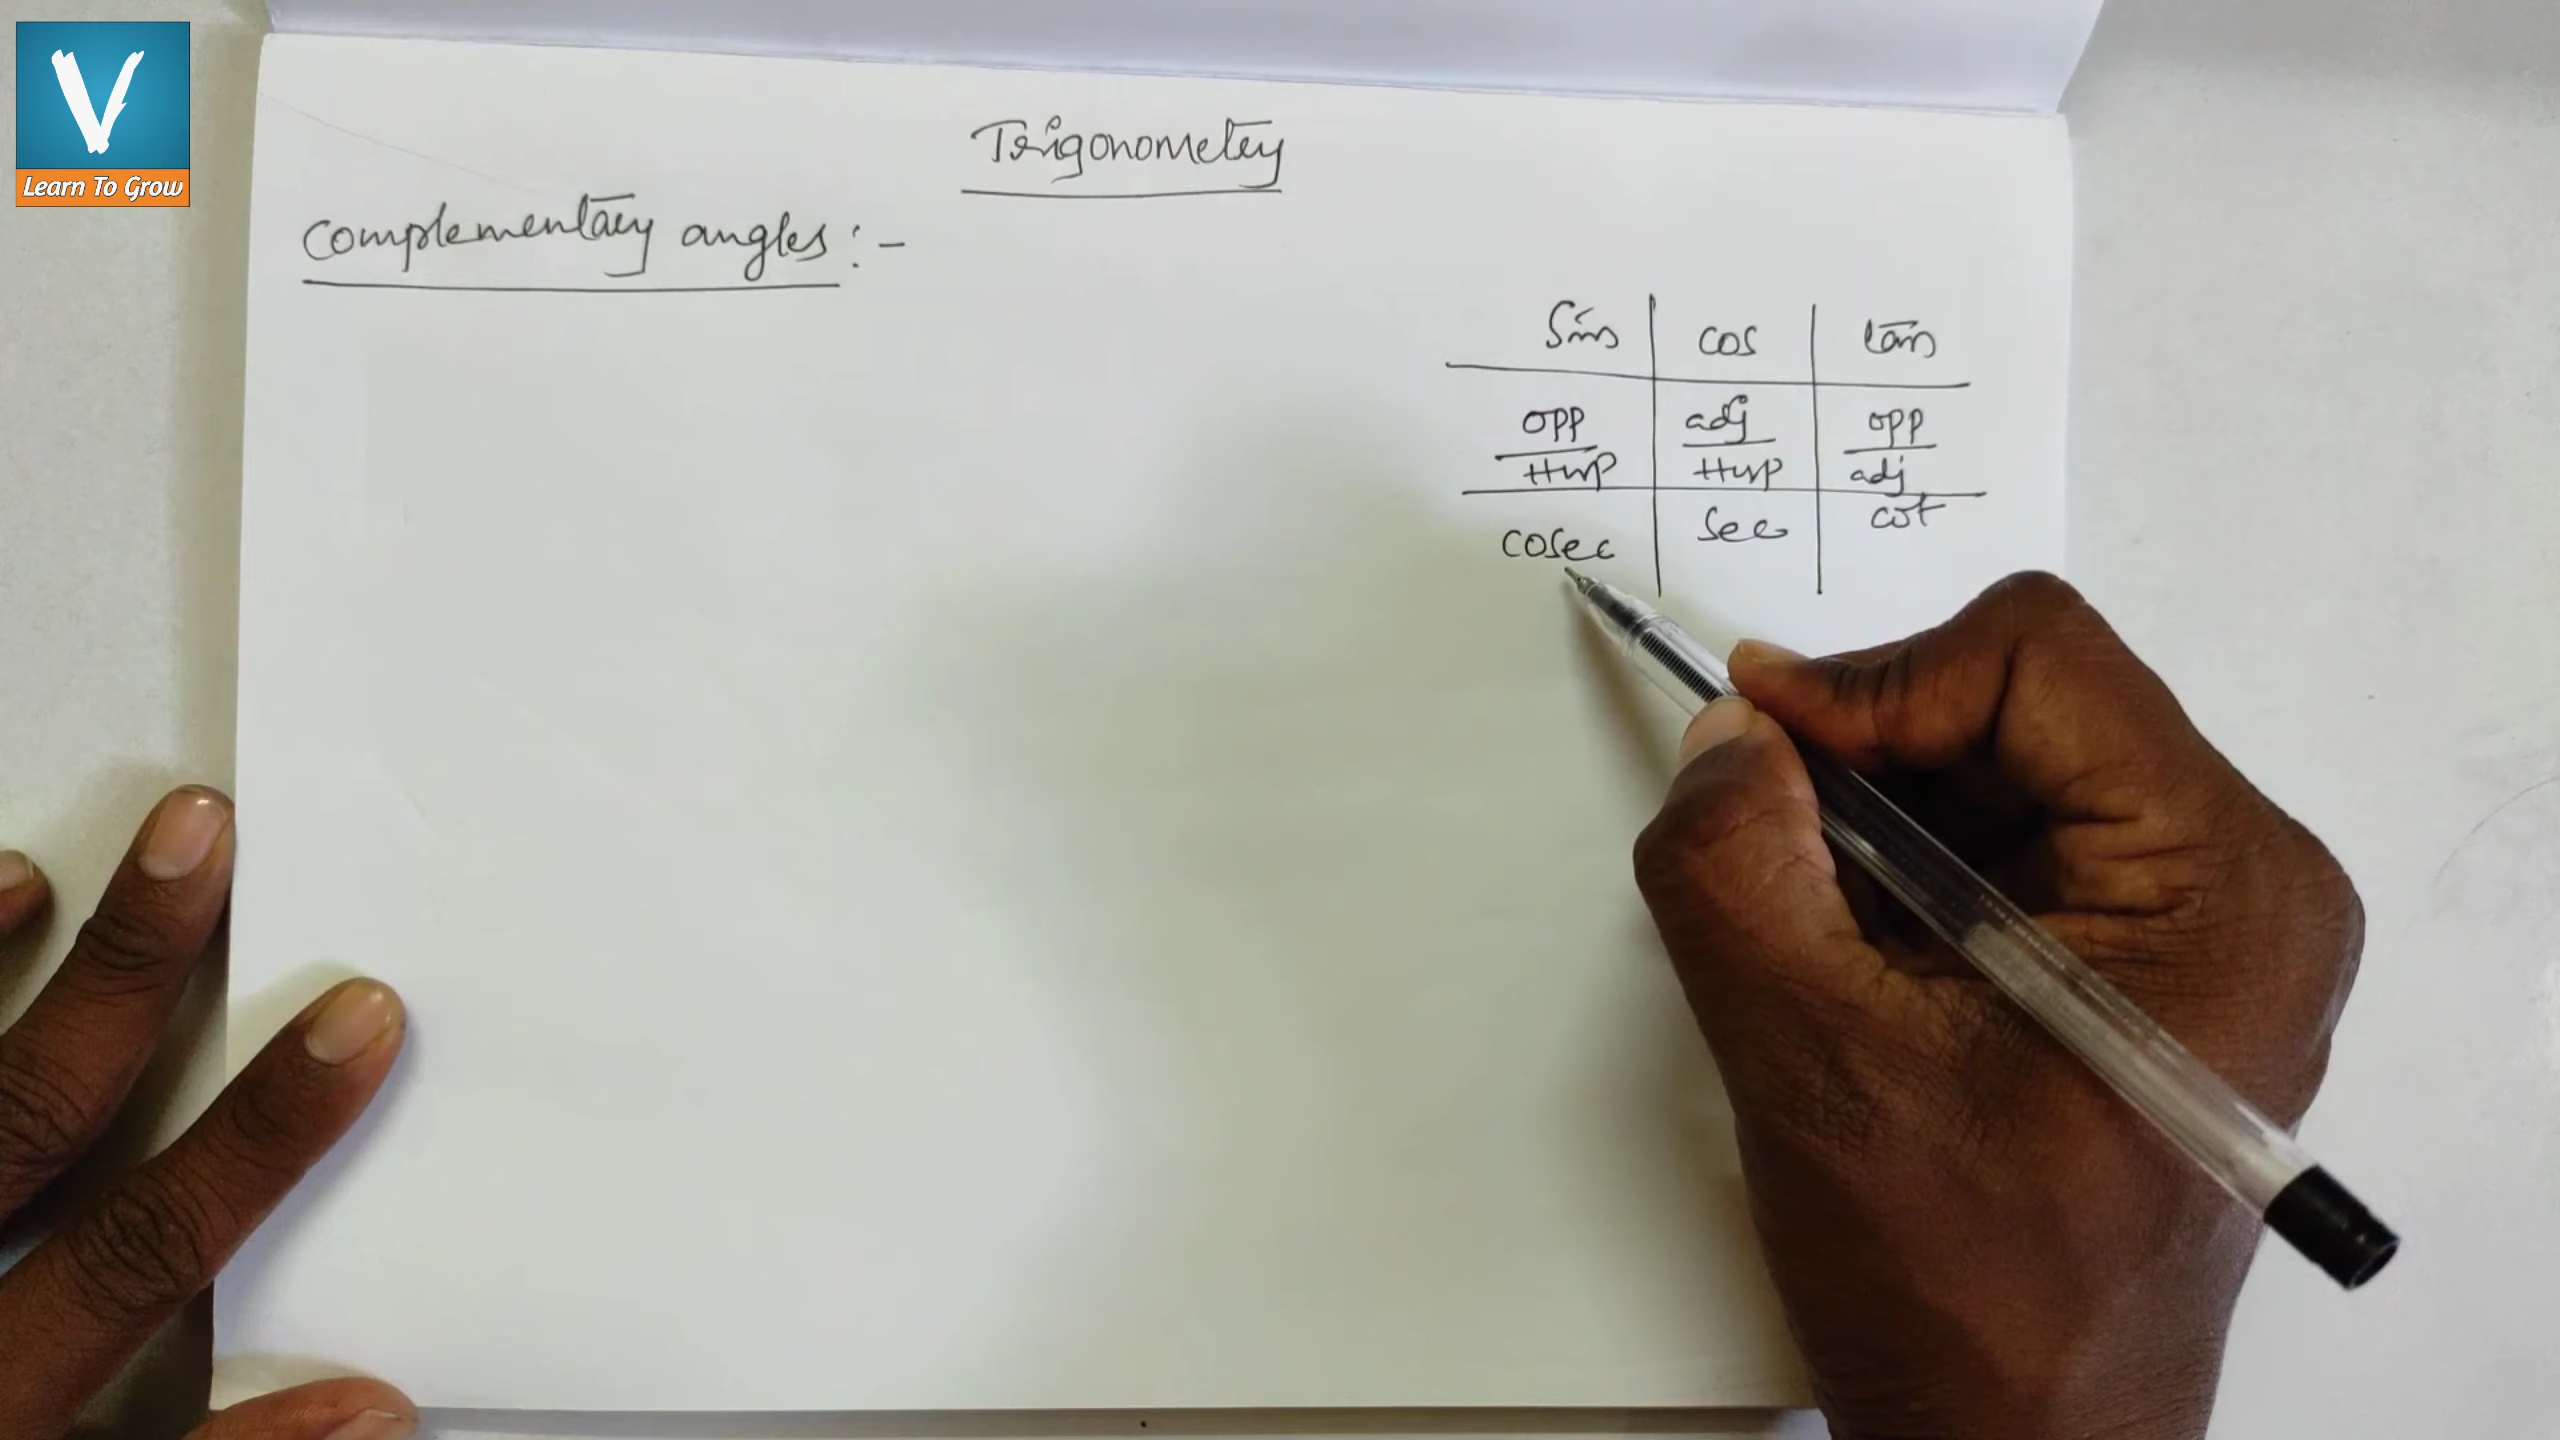 V
Learn To Grow
Trigonometry
Complementary angles :-
Sin cos tan
opp adj opp
Hyp Hyp adj
cosec sec cot